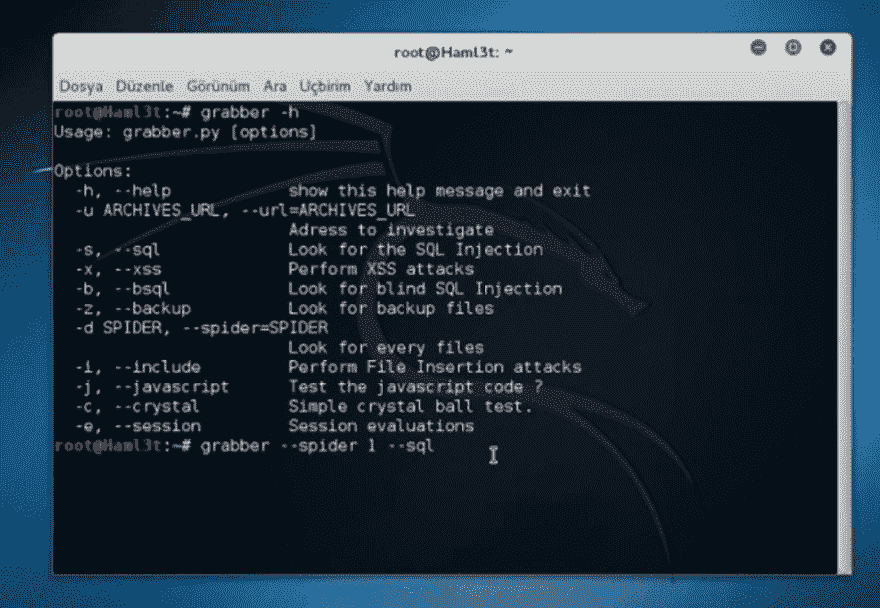 root@Haml3t: ~
Dosya Düzenle Görünüm Ara Uçbirim Yardım
root@Haml3t:~# grabber -h
Usage: grabber.py [options]
Options:
-h, --help show this help message and exit
-u ARCHIVES_URL, --url=ARCHIVES_URL
Adress to investigate
-s, --sql Look for the SQL Injection
-x, --xss Perform XSS attacks
-b, --bsql Look for blind SQL Injection
-z, --backup Look for backup files
-d SPIDER, --spider=SPIDER
Look for every files
-i, --include Perform File Insertion attacks
-j, --javascript Test the javascript code ?
-c, --crystal Simple crystal ball test.
-e, --session Session evaluations
root@Haml3t:~# grabber --spider 1 --sql